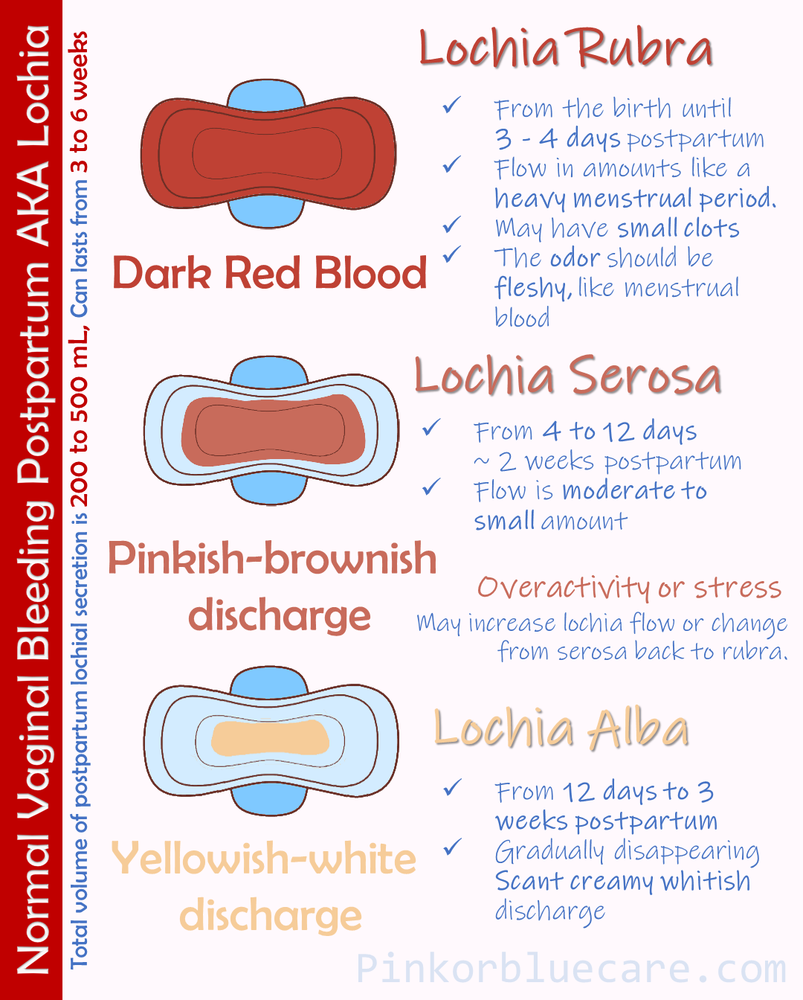 Normal Vaginal Bleeding Postpartum AKA Lochia
Total volume of postpartum lochial secretion is 200 to 500 mL, Can lasts from 3 to 6 weeks
Lochia Rubra
✓ From the birth until
3 - 4 days postpartum
✓ Flow in amounts like a
heavy menstrual period.
✓ May have small clots
✓ The odor should be
fleshy, like menstrual
blood
Dark Red Blood
Lochia Serosa
✓ From 4 to 12 days
~ 2 weeks postpartum
✓ Flow is moderate to
small amount
Pinkish-brownish
discharge
Overactivity or stress
May increase lochia flow or change
from serosa back to rubra.
Lochia Alba
✓ From 12 days to 3
weeks postpartum
✓ Gradually disappearing
Scant creamy whitish
discharge
Yellowish-white
discharge
Pinkorbluecare.com